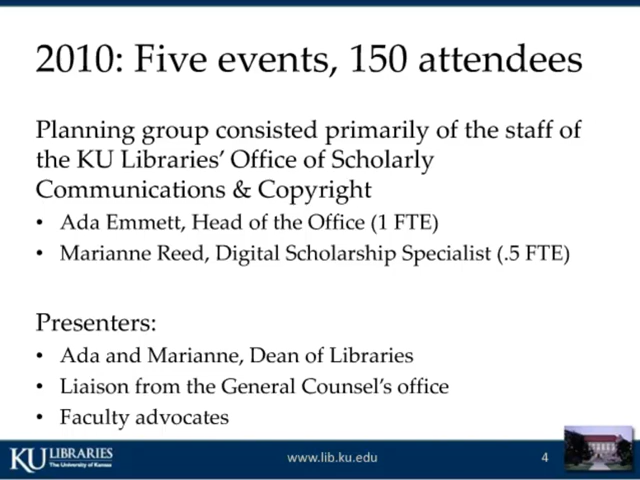 2010: Five events, 150 attendees
Planning group consisted primarily of the staff of
the KU Libraries' Office of Scholarly
Communications & Copyright
• Ada Emmett, Head of the Office (1 FTE)
• Marianne Reed, Digital Scholarship Specialist (.5 FTE)
Presenters:
• Ada and Marianne, Dean of Libraries
• Liaison from the General Counsel's office
• Faculty advocates
KU LIBRARIES
The University of Kansas
www.lib.ku.edu
4